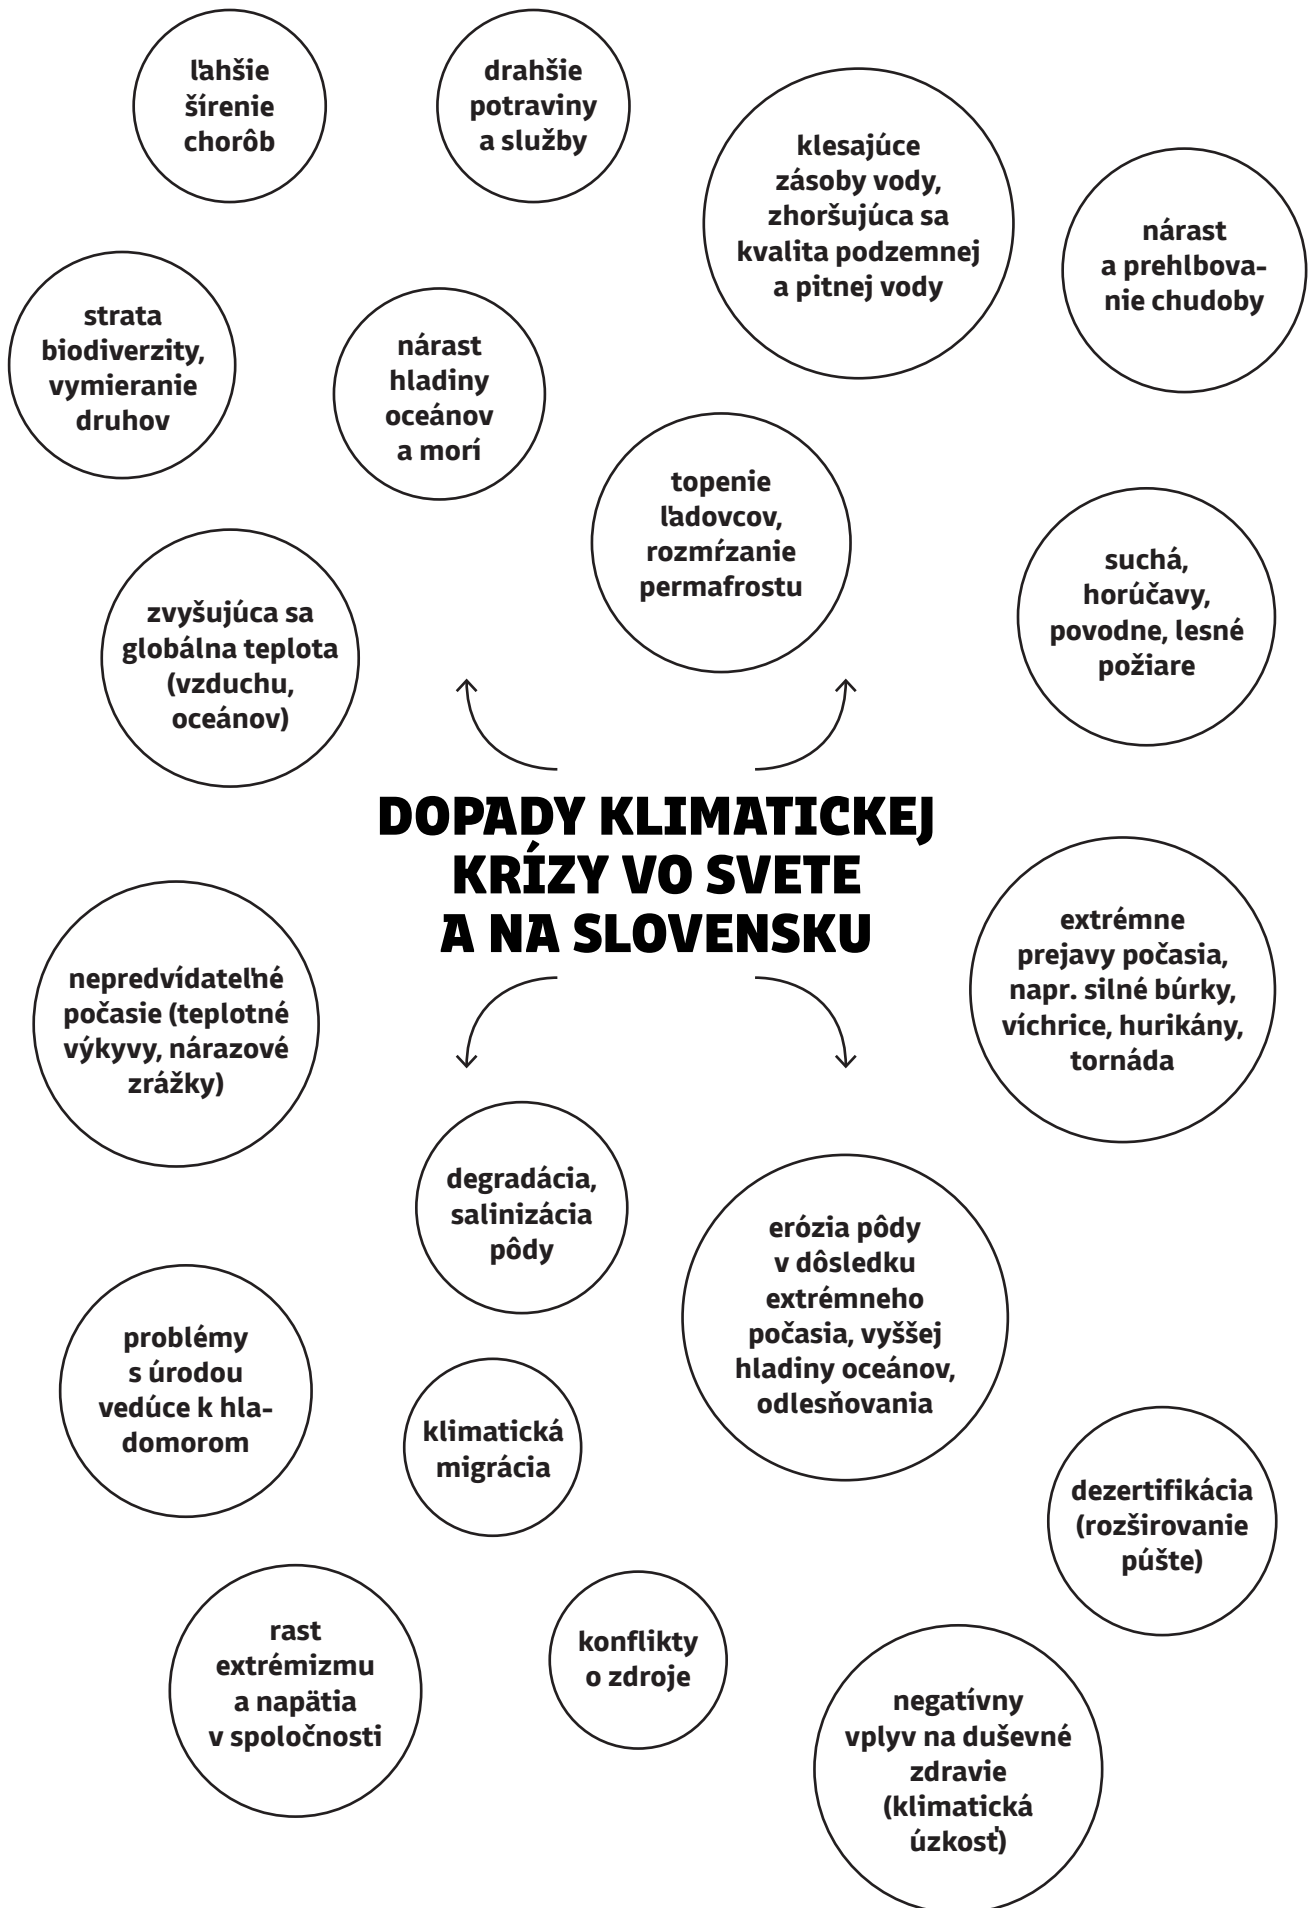 ľahšie
šírenie
chorôb
drahšie
potraviny
a služby
klesajúce
zásoby vody,
zhoršujúca sa
kvalita podzemnej
a pitnej vody
nárast
a prehlbova-
nie chudoby
strata
biodiverzity,
vymieranie
druhov
nárast
hladiny
oceánov
a morí
topenie
ľadovcov,
rozmŕzanie
permafrostu
suchá,
horúčavy,
povodne, lesné
požiare
zvyšujúca sa
globálna teplota
(vzduchu,
oceánov)
DOPADY KLIMATICKEJ
KRÍZY VO SVETE
A NA SLOVENSKU
extrémne
prejavy počasia,
napr. silné búrky,
víchrice, hurikány,
tornáda
nepredvídateľné
počasie (teplotné
výkyvy, nárazové
zrážky)
degradácia,
salinizácia
pôdy
erózia pôdy
v dôsledku
extrémneho
počasia, vyššej
hladiny oceánov,
odlesňovania
problémy
s úrodou
vedúce k hla-
domorom
klimatická
migrácia
dezertifikácia
(rozširovanie
púšte)
rast
extrémizmu
a napätia
v spoločnosti
konflikty
o zdroje
negatívny
vplyv na duševné
zdravie
(klimatická
úzkosť)